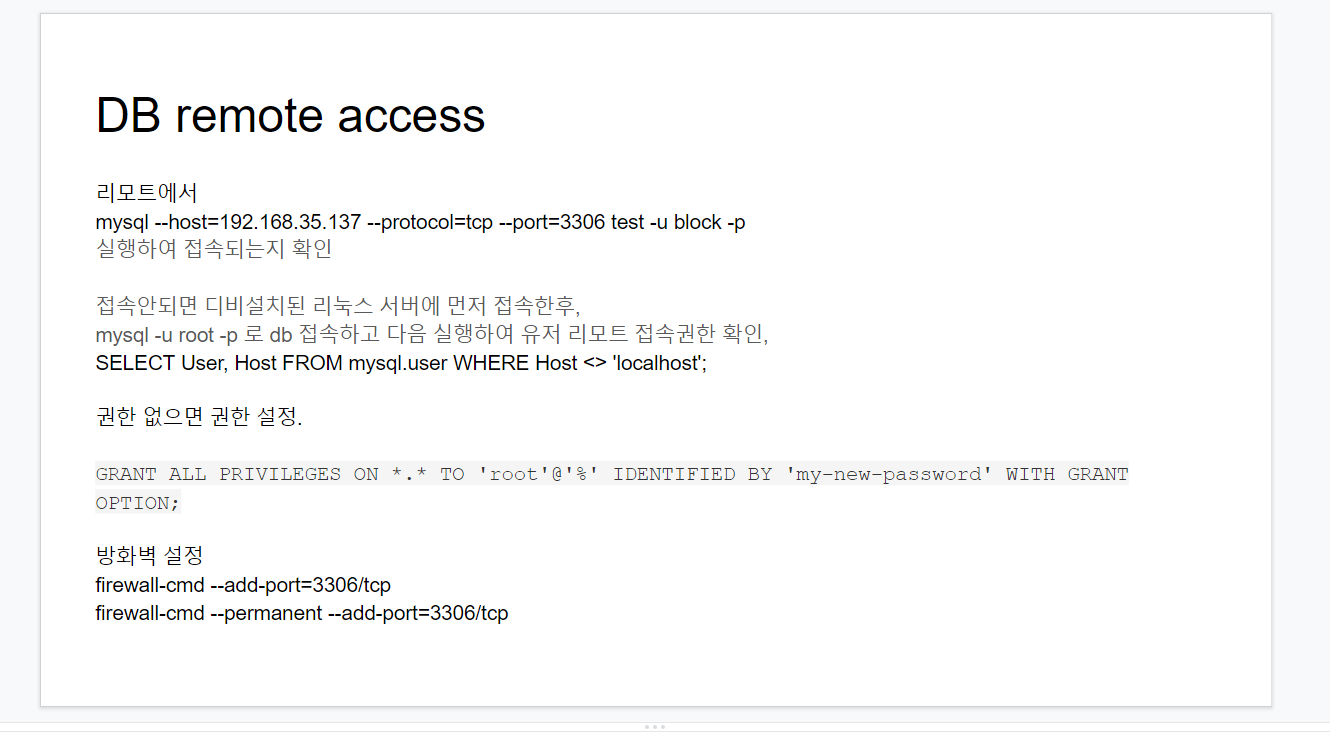 DB remote access
리모트에서
mysql --host=192.168.35.137 --protocol=tcp --port=3306 test -u block -p
실행하여 접속되는지 확인
접속안되면 디비설치된 리눅스 서버에 먼저 접속한후,
mysql -u root -p 로 db 접속하고 다음 실행하여 유저 리모트 접속권한 확인,
SELECT User, Host FROM mysql.user WHERE Host <> 'localhost';
권한 없으면 권한 설정.
GRANT ALL PRIVILEGES ON *.* TO 'root'@'%' IDENTIFIED BY 'my-new-password' WITH GRANT
OPTION;
방화벽 설정
firewall-cmd --add-port=3306/tcp
firewall-cmd --permanent --add-port=3306/tcp